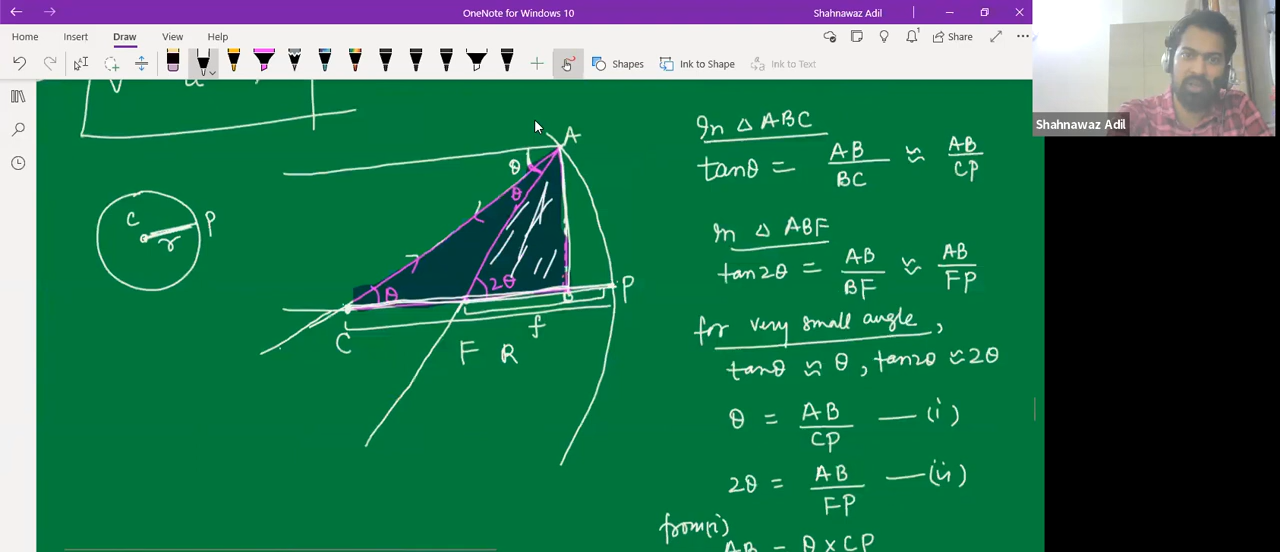 OneNote for Windows 10
Shahnawaz Adil
Home Insert Draw View Help
Share
Shapes
Ink to Shape
Ink to Text
Shahnawaz Adil
A
θ
θ
C
P
r
θ
2θ
B
P
C
f
F
R
In △ ABC
tanθ = AB/BC ≈ AB/CP
In △ ABF
tan2θ = AB/BF ≈ AB/FP
for very small angle,
tanθ ≈ θ, tan2θ ≈ 2θ
θ = AB/CP — (i)
2θ = AB/FP — (ii)
from(i)
AB = θ × CP